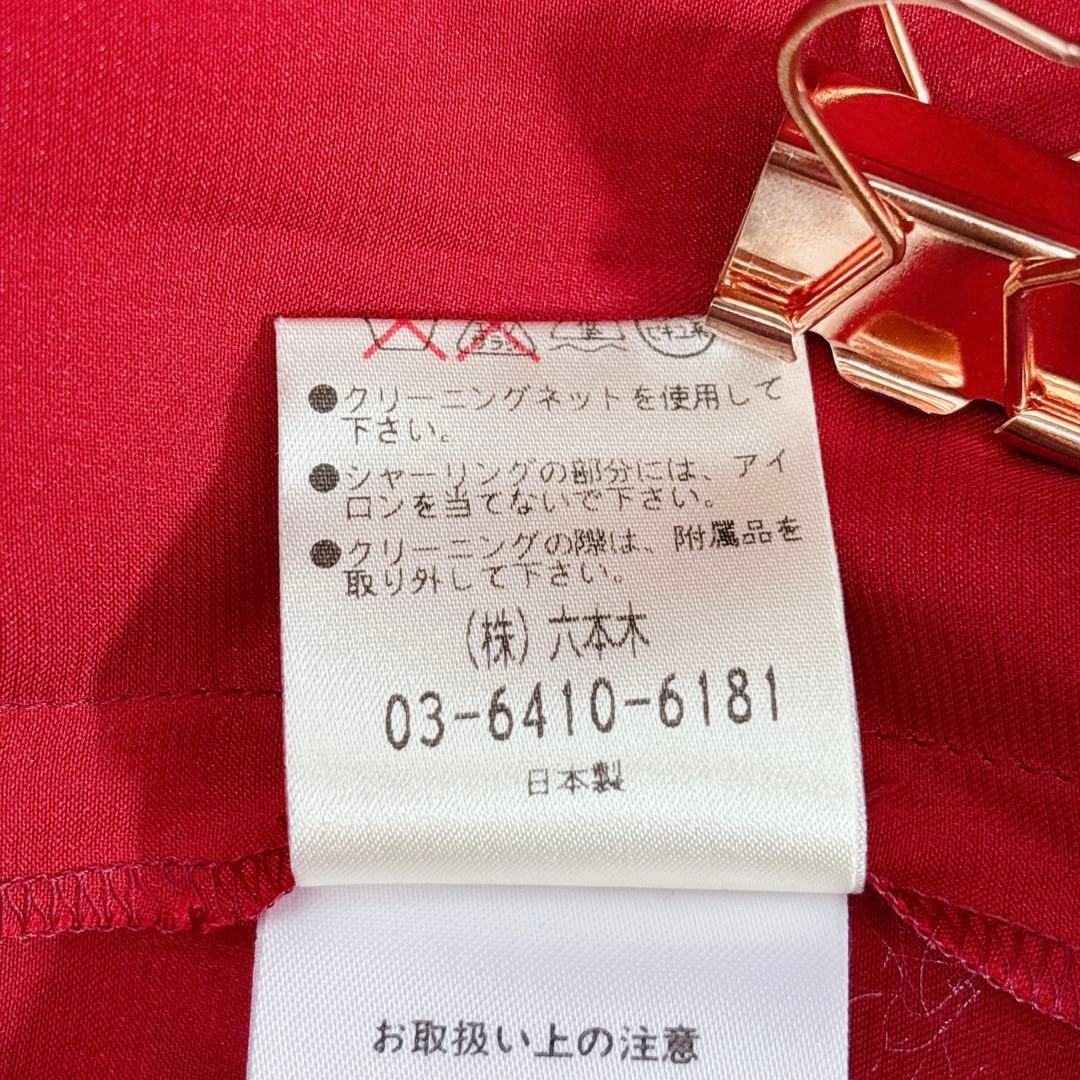 ●クリーニングネットを使用して
下さい。
●シャーリングの部分には、アイ
ロンを当てないで下さい。
●クリーニングの際は、附属品を
取り外して下さい。
(株)六本木
03-6410-6181
日本製
お取扱い上の注意